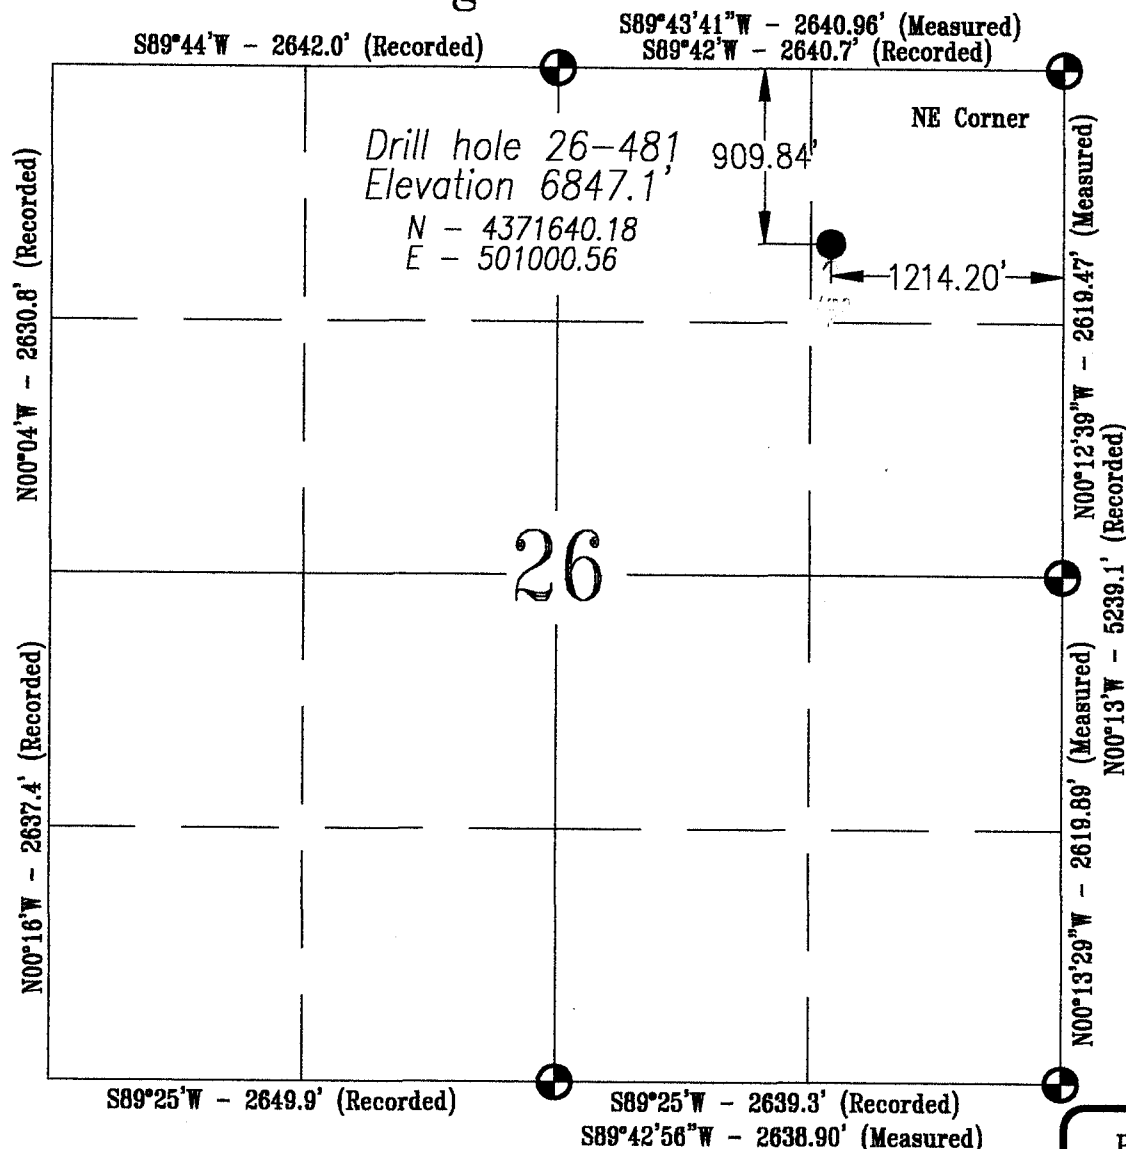 S89°44'W - 2642.0' (Recorded)
S89°43'41"W - 2640.96' (Measured)
S89°42'W - 2640.7' (Recorded)
NE Corner
Drill hole 26-481
Elevation 6847.1'
N - 4371640.18
E - 501000.56
909.84'
1214.20'
N00°04'W - 2630.8' (Recorded)
N00°12'39"W - 2619.47' (Measured)
26
N00°13'W - 5239.1' (Recorded)
N00°16'W - 2637.4' (Recorded)
N00°13'29"W - 2619.89' (Measured)
S89°25'W - 2649.9' (Recorded)
S89°25'W - 2639.3' (Recorded)
S89°42'56"W - 2638.90' (Measured)